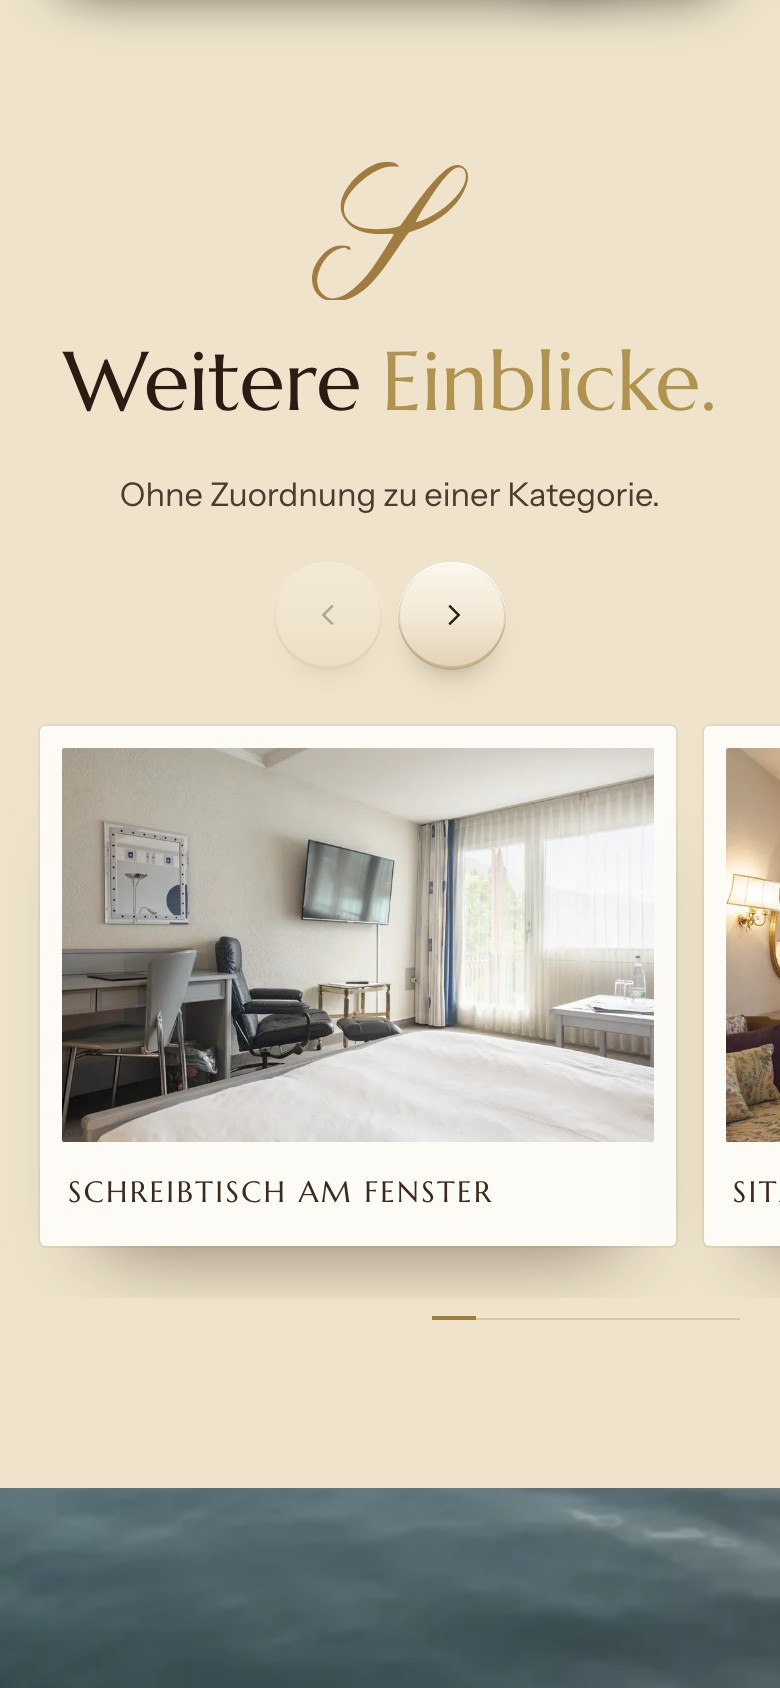 S
Weitere Einblicke.
Ohne Zuordnung zu einer Kategorie.
SCHREIBTISCH AM FENSTER